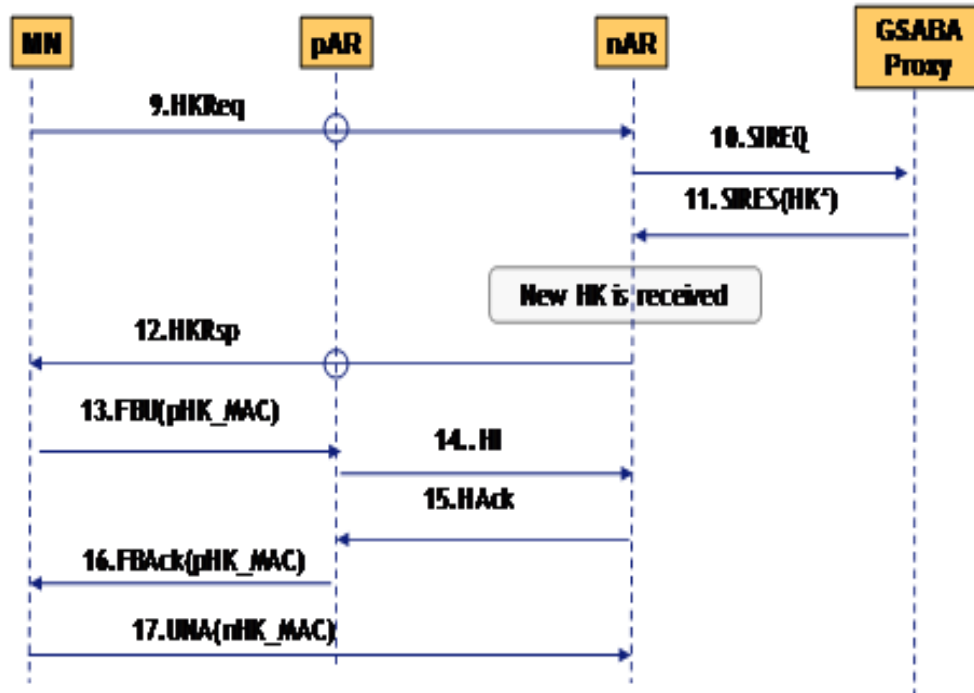 MN
pAR
nAR
GSABA
Proxy
9.HKReq
10.SIREQ
11.SIRES(HK*)
New HK is received
12.HKRsp
13.FBU(pHK_MAC)
14..HI
15.HAck
16.FBAck(pHK_MAC)
17.UNA(nHK_MAC)